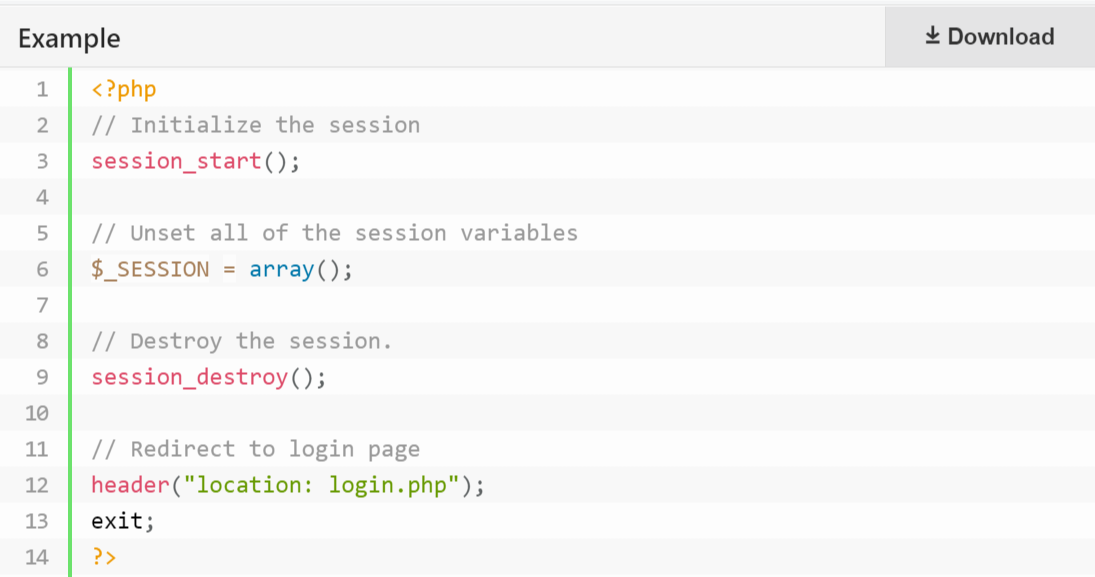 Example
Download
1 <?php
2 // Initialize the session
3 session_start();
4
5 // Unset all of the session variables
6 $_SESSION = array();
7
8 // Destroy the session.
9 session_destroy();
10
11 // Redirect to login page
12 header("location: login.php");
13 exit;
14 ?>